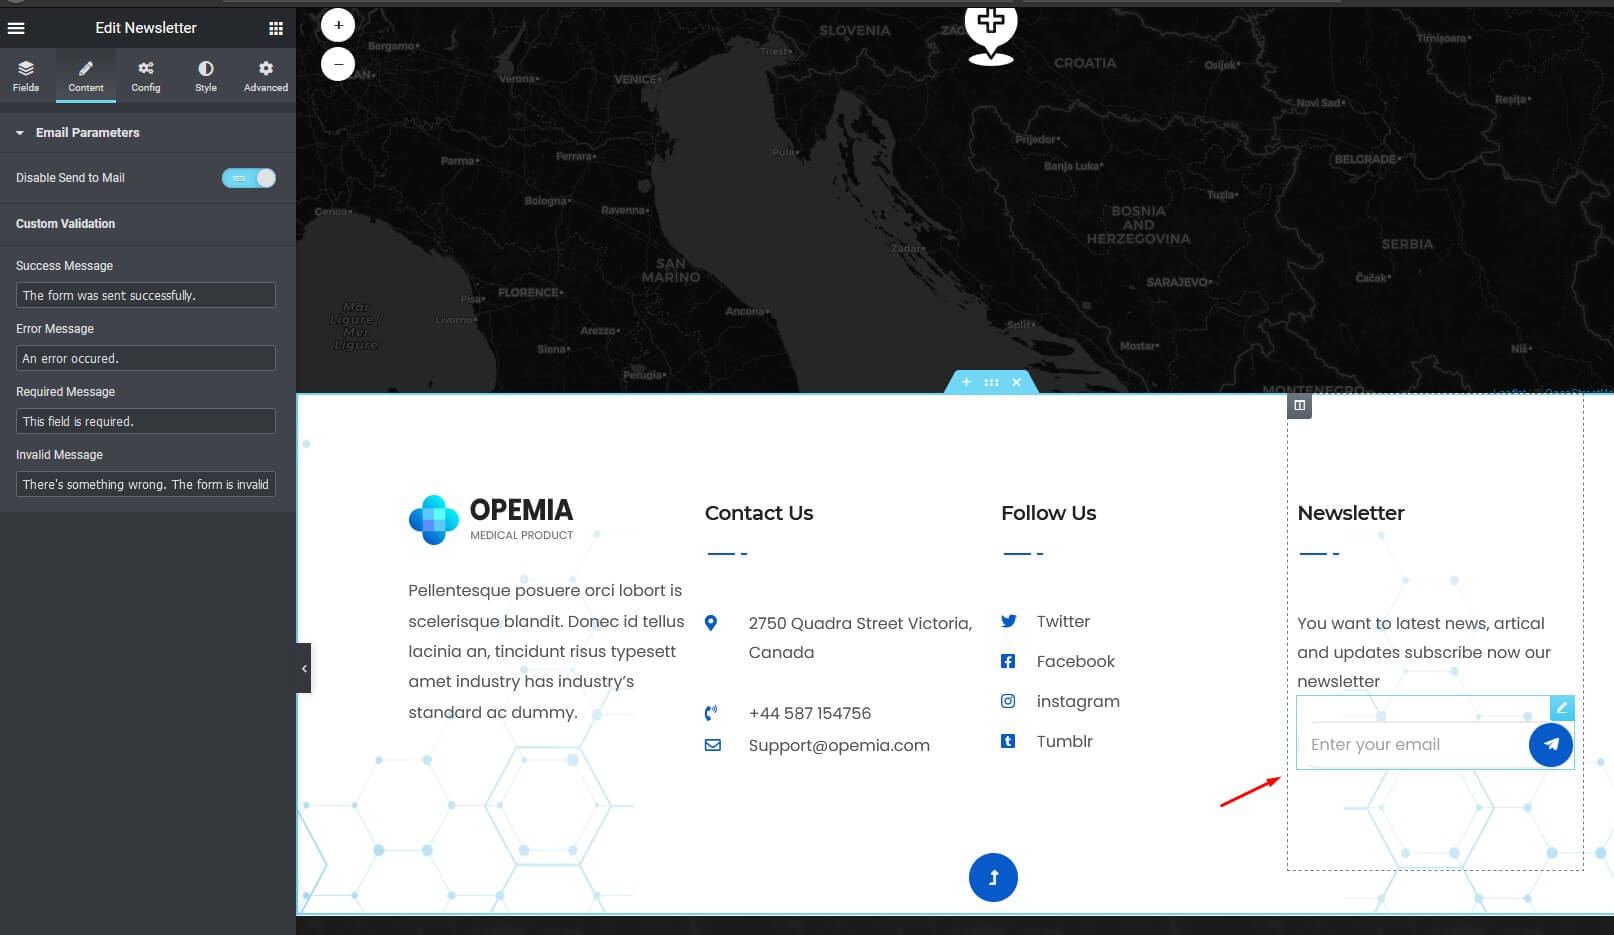 Edit Newsletter
Fields
Content
Config
Style
Advanced
Email Parameters
Disable Send to Mail
YES
Custom Validation
Success Message
The form was sent successfully.
Error Message
An error occured.
Required Message
This field is required.
Invalid Message
There's something wrong. The form is invalid
SLOVENIA
Bergamo
Triest
Timișoara
CROATIA
Osijek
Verona
VENICE
Novi Sad
Reșița
Prijedor
Pula
Parma
Ferrara
Banja Luka
BELGRADE
Bologna
Ravenna
Tuzla
Genoa
BOSNIA
AND
HERZEGOVINA
Zadar
SERBIA
SAN
MARINO
Čačak
SARAJEVO
FLORENCE
Pisa
Mar
Ligure /
Mer
Ligure
Livorno
Ancona
Arezzo
Split
Siena
Mostar
Niš
Perugia
MONTENEGRO
OPEMIA
MEDICAL PRODUCT
Pellentesque posuere orci lobort is
scelerisque blandit. Donec id tellus
lacinia an, tincidunt risus typesett
amet industry has industry’s
standard ac dummy.
Contact Us
2750 Quadra Street Victoria,
Canada
+44 587 154756
Support@opemia.com
Follow Us
Twitter
Facebook
instagram
Tumblr
Newsletter
You want to latest news, artical
and updates subscribe now our
newsletter
Enter your email